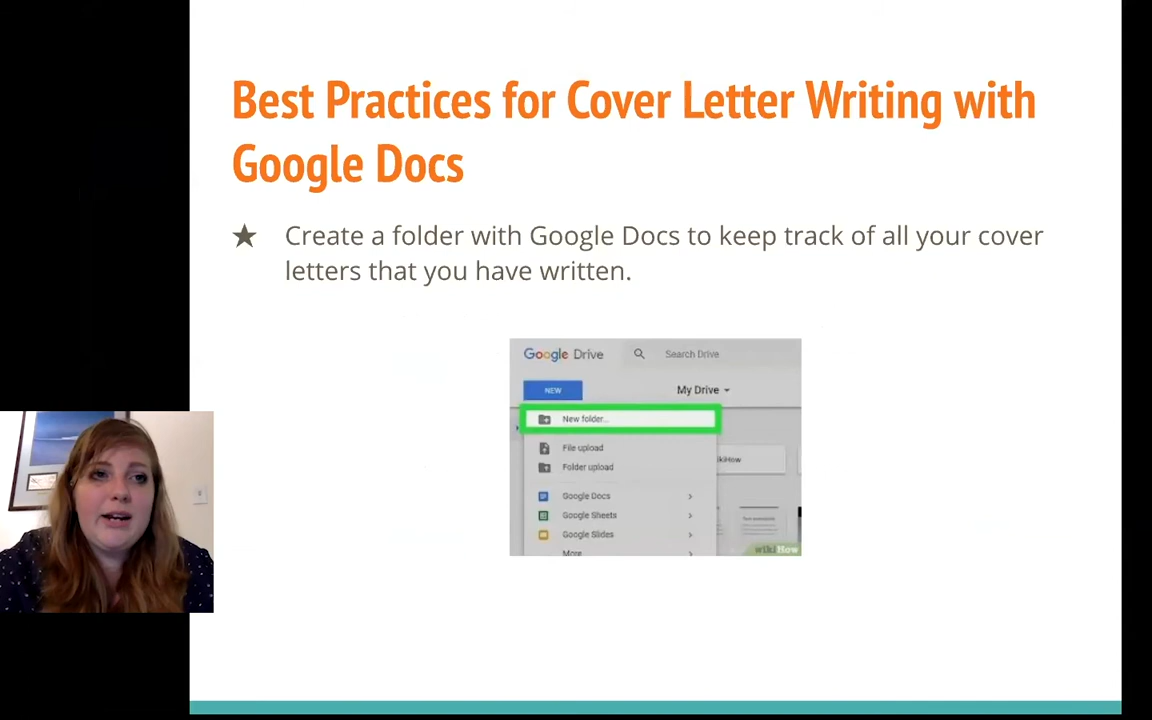 Best Practices for Cover Letter Writing with
Google Docs
★ Create a folder with Google Docs to keep track of all your cover
letters that you have written.
Google Drive Search Drive
NEW My Drive
New folder...
File upload
kiHow
Folder upload
Google Docs
Google Sheets
Google Slides
More
wikiHow